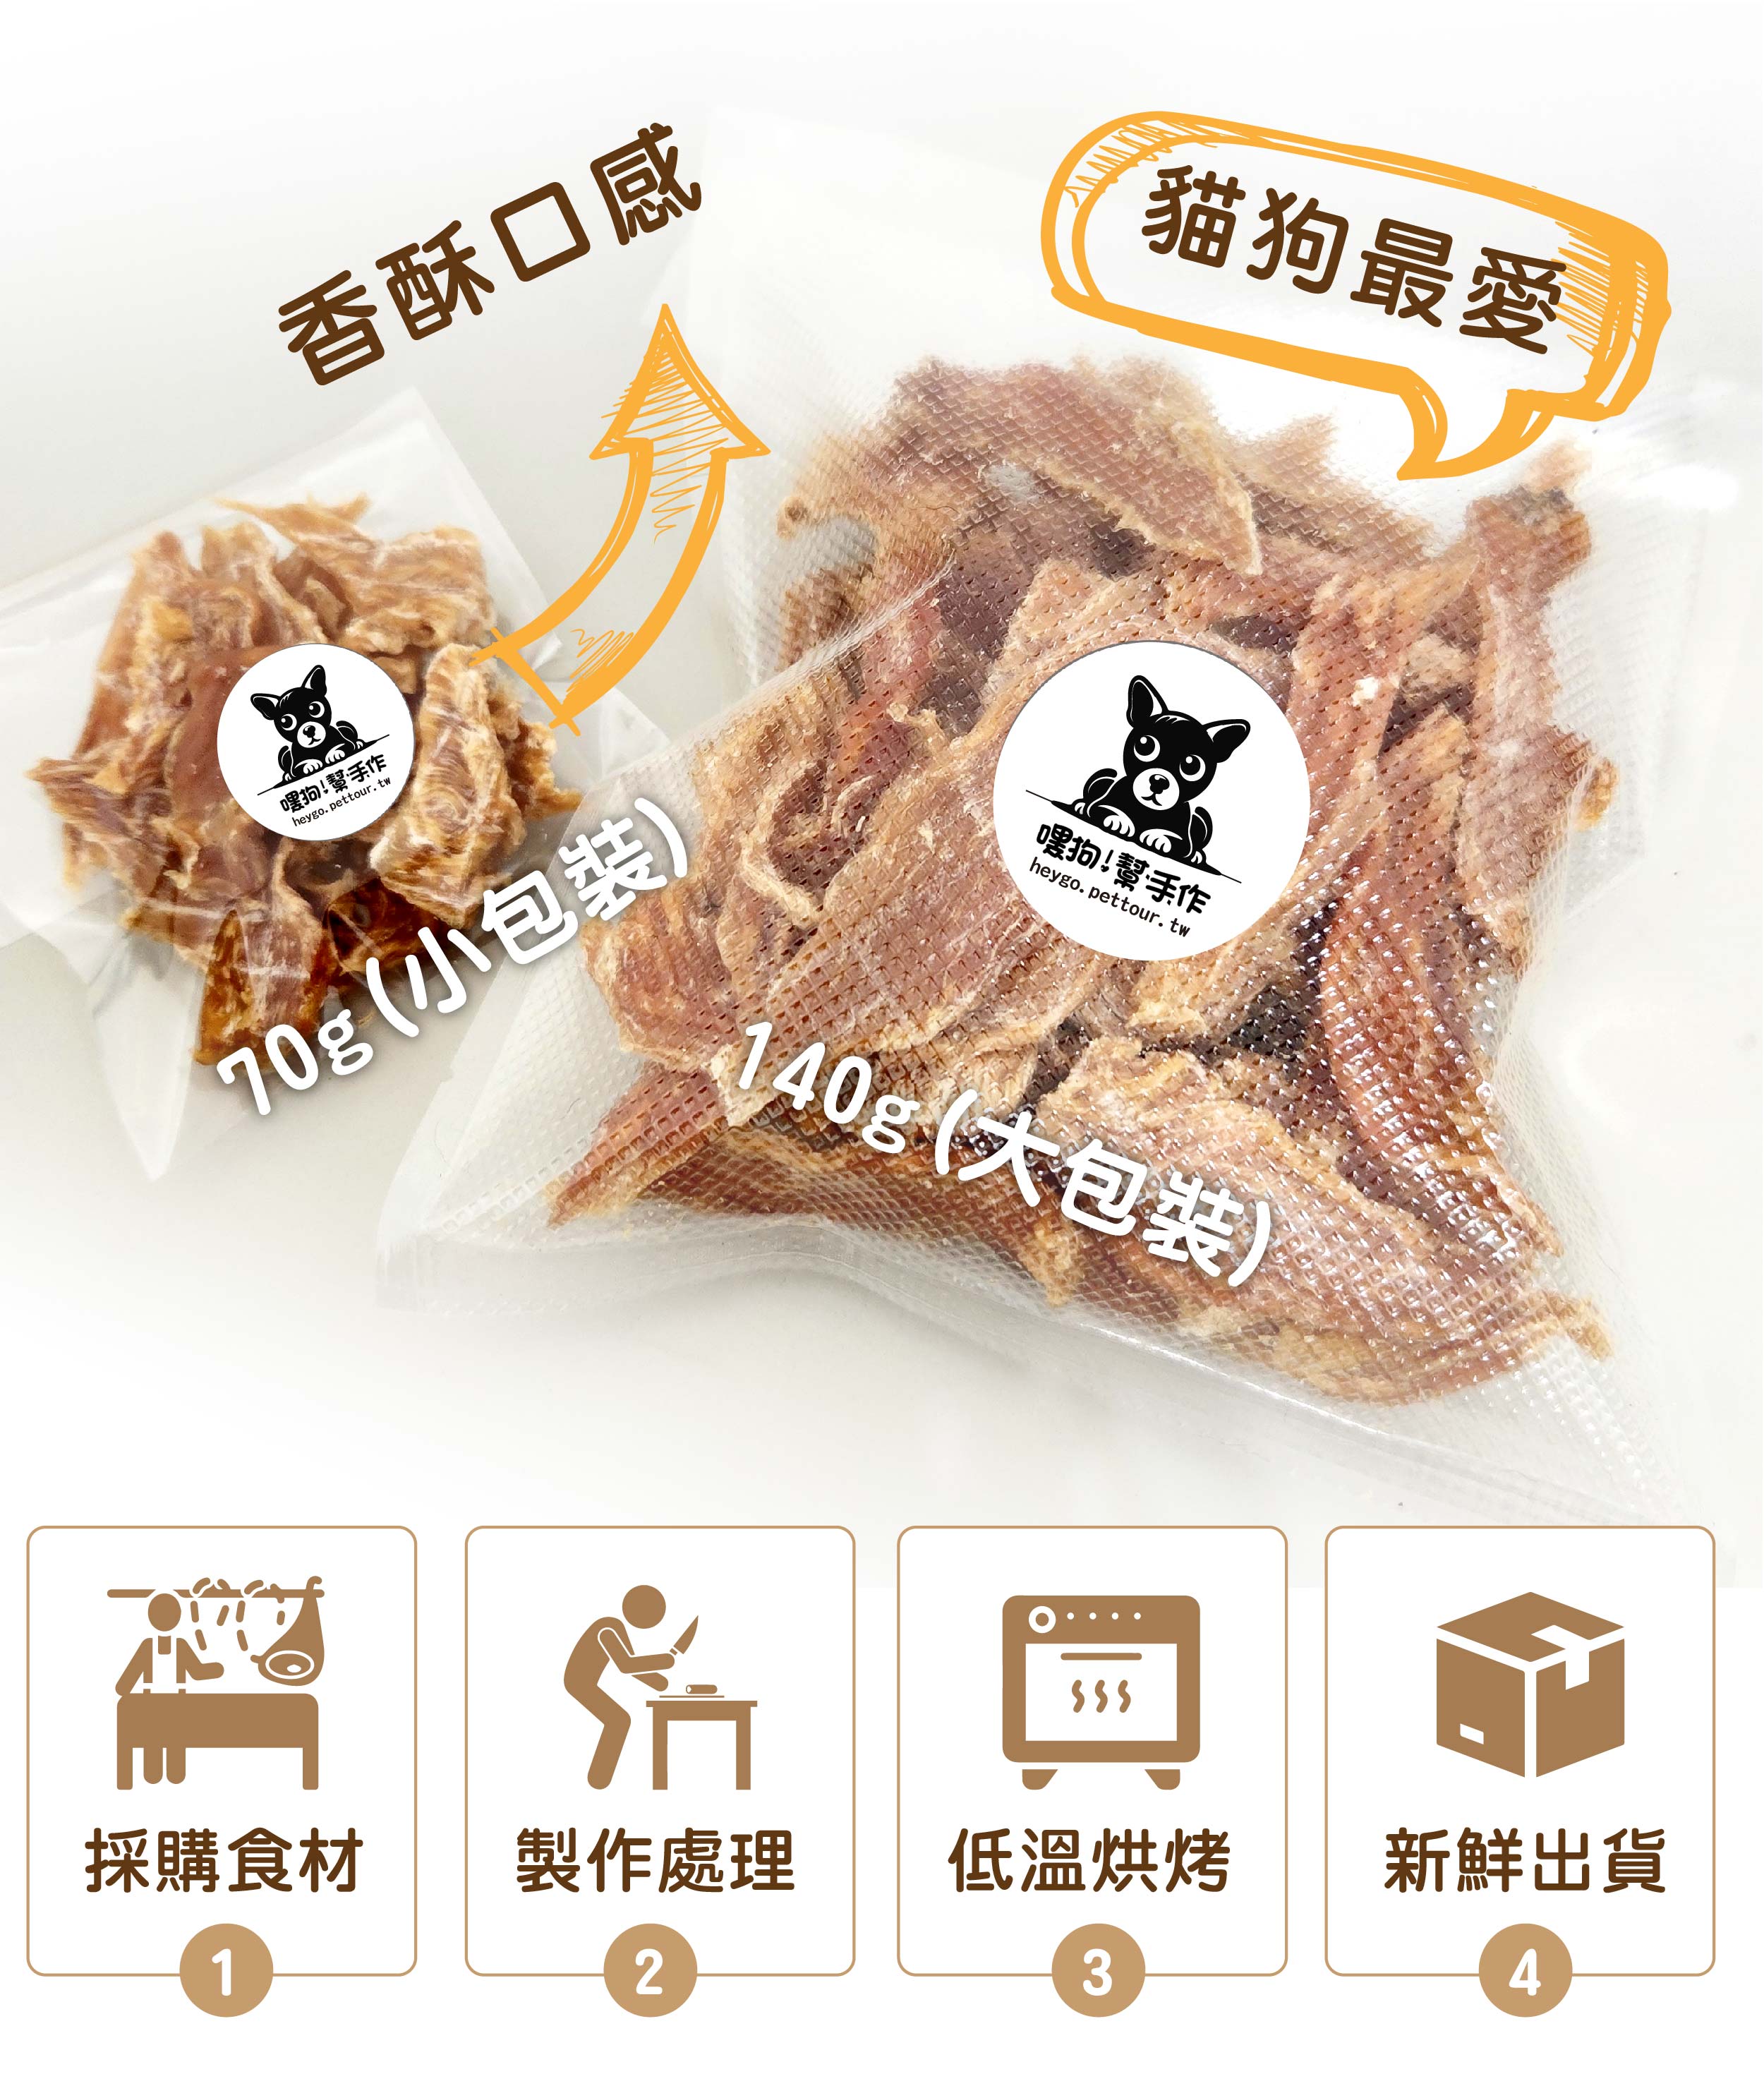 香酥口感
貓狗最愛
嘿狗!幫手作
heygo.pettour.tw
嘿狗!幫手作
heygo.pettour.tw
70g(小包裝)
140g(大包裝)
採購食材
製作處理
低溫烘烤
新鮮出貨
1
2
3
4